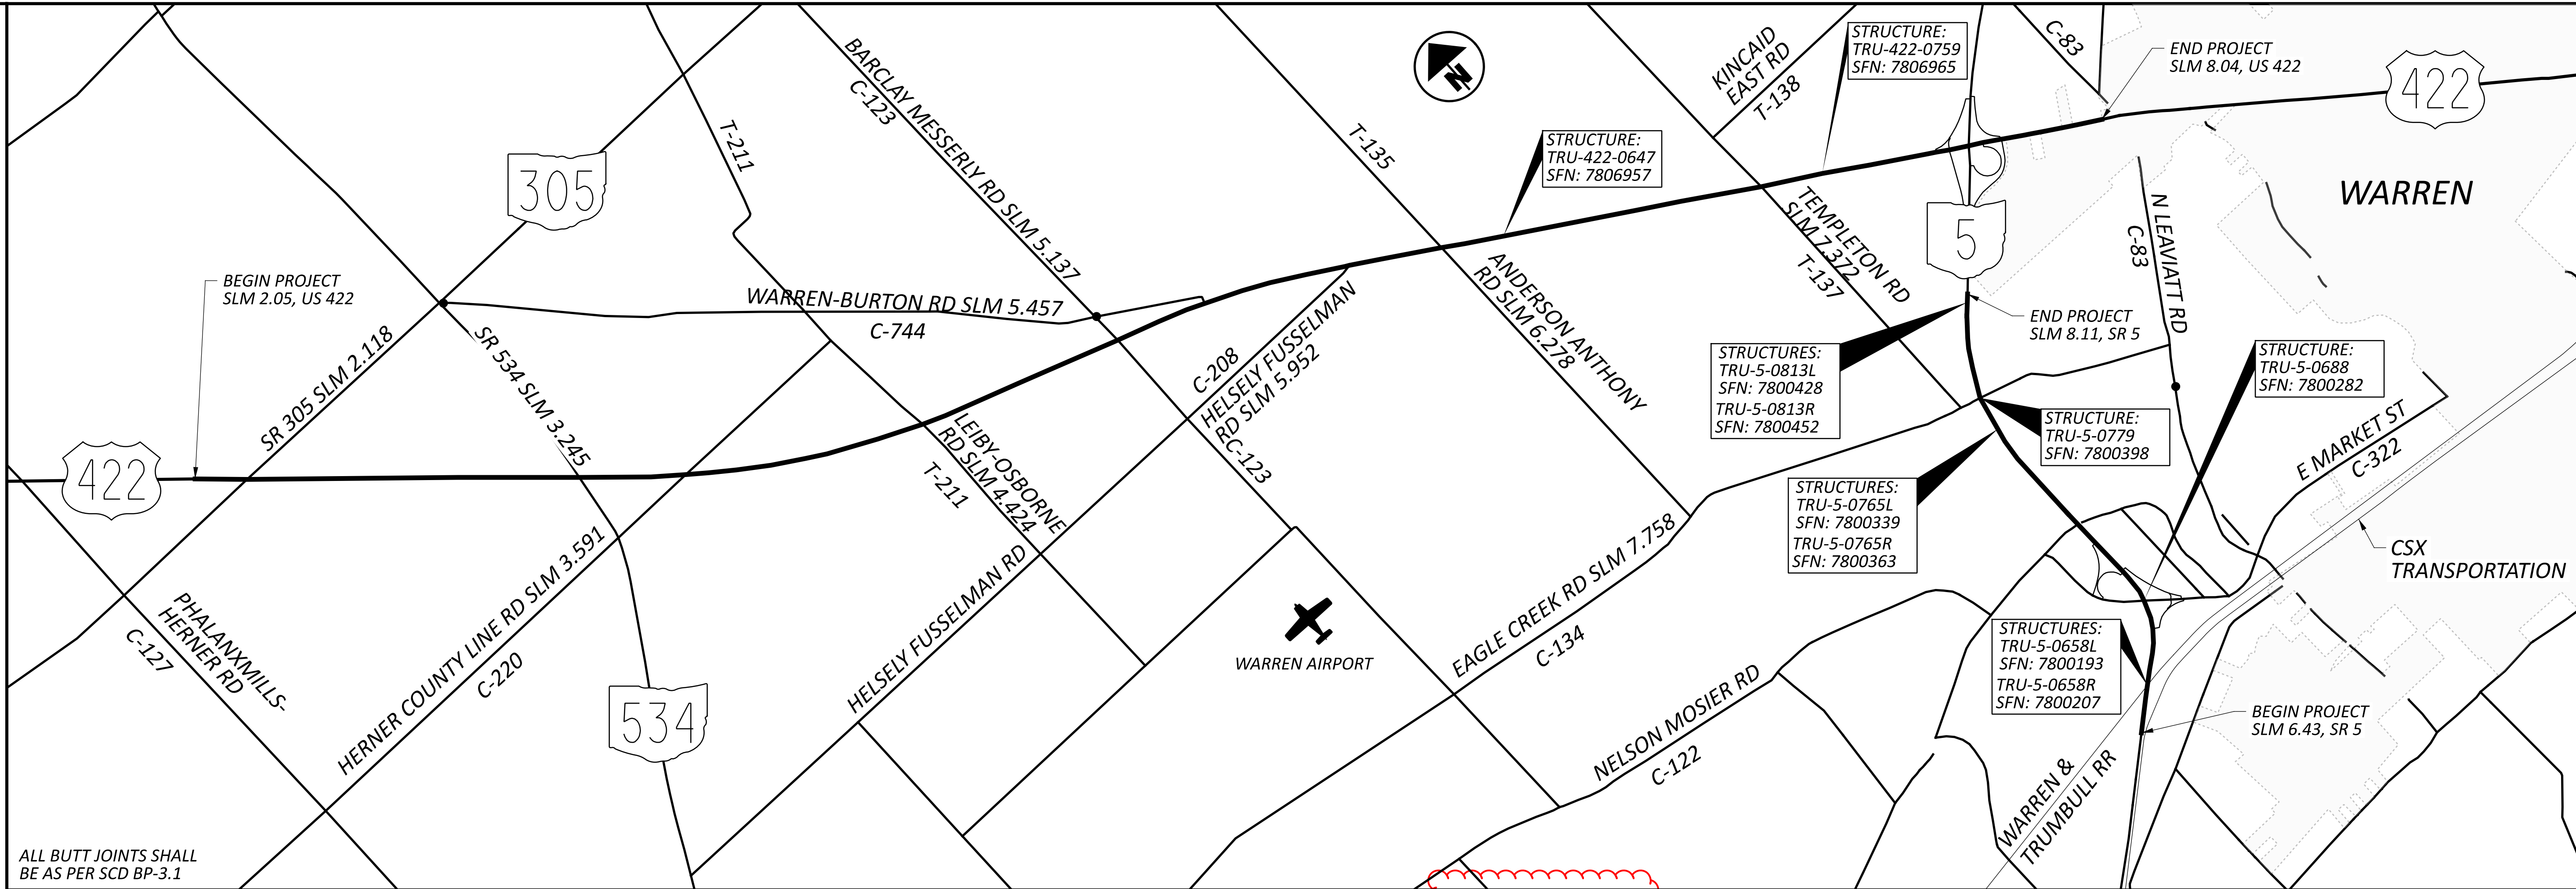 BARCLAY MESSERLY RD SLM 5.137
C-123
KINCAID
EAST RD
T-138
STRUCTURE:
TRU-422-0759
SFN: 7806965
C-83
END PROJECT
SLM 8.04, US 422
422
N
T-211
T-135
STRUCTURE:
TRU-422-0647
SFN: 7806957
305
WARREN
5
TEMPLETON RD
SLM 7.372
T-137
N LEAVIATT RD
C-83
BEGIN PROJECT
SLM 2.05, US 422
WARREN-BURTON RD SLM 5.457
C-744
ANDERSON ANTHONY
RD SLM 6.278
END PROJECT
SLM 8.11, SR 5
SR 305 SLM 2.118
SR 534 SLM 3.245
C-208
HELSELY FUSSELMAN
RD SLM 5.952
STRUCTURES:
TRU-5-0813L
SFN: 7800428
TRU-5-0813R
SFN: 7800452
STRUCTURE:
TRU-5-0688
SFN: 7800282
STRUCTURE:
TRU-5-0779
SFN: 7800398
E MARKET ST
C-322
422
LEIBY-OSBORNE
RD SLM 4.424
T-211
RC-123
STRUCTURES:
TRU-5-0765L
SFN: 7800339
TRU-5-0765R
SFN: 7800363
CSX
TRANSPORTATION
PHALANXMILLS-
HERNER RD
C-127
HERNER COUNTY LINE RD SLM 3.591
C-220
HELSELY FUSSELMAN RD
WARREN AIRPORT
EAGLE CREEK RD SLM 7.758
C-134
STRUCTURES:
TRU-5-0658L
SFN: 7800193
TRU-5-0658R
SFN: 7800207
534
NELSON MOSIER RD
C-122
BEGIN PROJECT
SLM 6.43, SR 5
WARREN &
TRUMBULL RR
ALL BUTT JOINTS SHALL
BE AS PER SCD BP-3.1